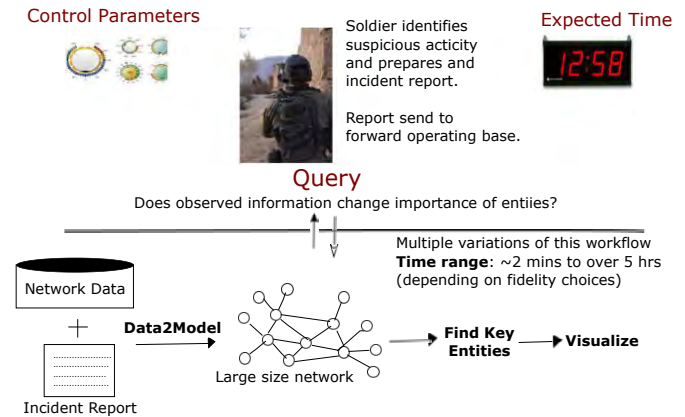 Control Parameters
Soldier identifies
suspicious acticity
and prepares and
incident report.
Report send to
forward operating base.
Expected Time
12:58
Query
Does observed information change importance of entiies?
Multiple variations of this workflow
Time range: ~2 mins to over 5 hrs
(depending on fidelity choices)
Network Data
Data2Model
Large size network
Find Key
Entities
Visualize
Incident Report